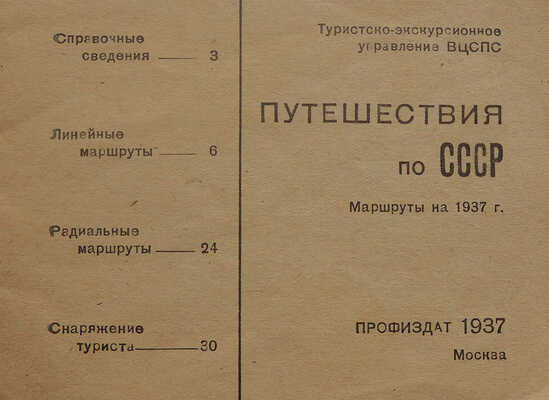 Справочные
сведения — 3
Линейные
маршруты — 6
Радиальные
маршруты — 24
Снаряжение
туриста — 30
Туристско-экскурсионное
управление ВЦСПС
ПУТЕШЕСТВИЯ
по СССР
Маршруты на 1937 г.
ПРОФИЗДАТ 1937
Москва